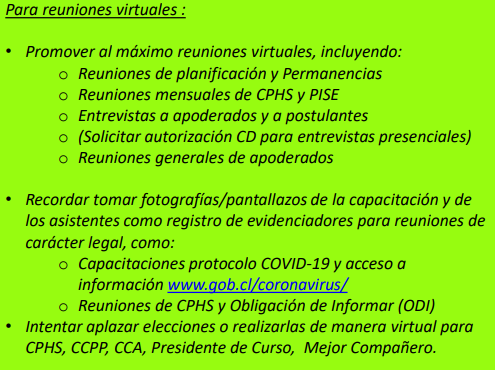 Para reuniones virtuales :
• Promover al máximo reuniones virtuales, incluyendo:
o Reuniones de planificación y Permanencias
o Reuniones mensuales de CPHS y PISE
o Entrevistas a apoderados y a postulantes
o (Solicitar autorización CD para entrevistas presenciales)
o Reuniones generales de apoderados
• Recordar tomar fotografías/pantallazos de la capacitación y de
los asistentes como registro de evidenciadores para reuniones de
carácter legal, como:
o Capacitaciones protocolo COVID-19 y acceso a
información www.gob.cl/coronavirus/
o Reuniones de CPHS y Obligación de Informar (ODI)
• Intentar aplazar elecciones o realizarlas de manera virtual para
CPHS, CCPP, CCA, Presidente de Curso, Mejor Compañero.